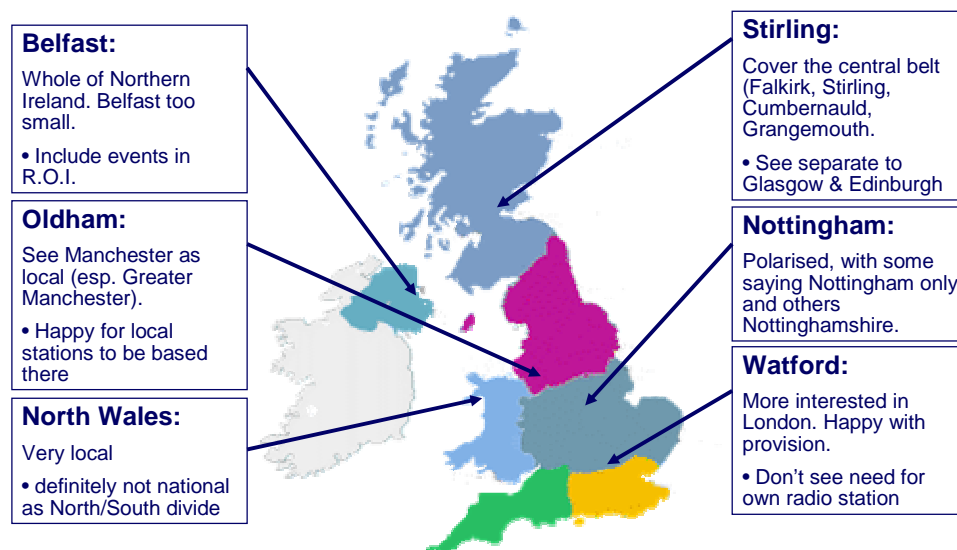 Belfast:
Whole of Northern
Ireland. Belfast too
small.
• Include events in
R.O.I.
Oldham:
See Manchester as
local (esp. Greater
Manchester).
• Happy for local
stations to be based
there
North Wales:
Very local
• definitely not national
as North/South divide
Stirling:
Cover the central belt
(Falkirk, Stirling,
Cumbernauld,
Grangemouth.
• See separate to
Glasgow & Edinburgh
Nottingham:
Polarised, with some
saying Nottingham only
and others
Nottinghamshire.
Watford:
More interested in
London. Happy with
provision.
• Don't see need for
own radio station